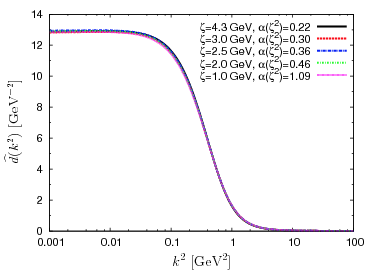 14
12
10
8
6
4
2
0
0.001 0.01 0.1 1 10 100
k² [GeV²]
d̂(k²) [GeV⁻²]
ζ=4.3 GeV, α(ζ²)=0.22
ζ=3.0 GeV, α(ζ²)=0.30
ζ=2.5 GeV, α(ζ²)=0.36
ζ=2.0 GeV, α(ζ²)=0.46
ζ=1.0 GeV, α(ζ²)=1.09